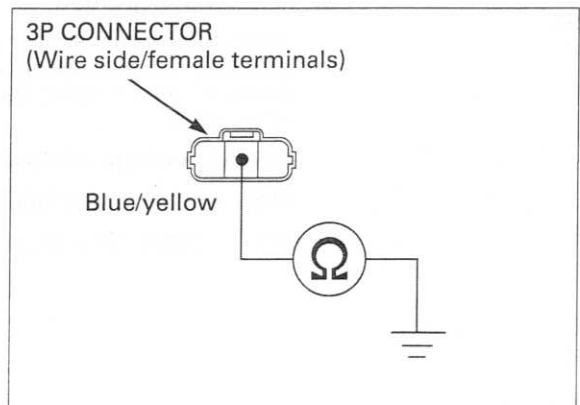 3P CONNECTOR
(Wire side/female terminals)
Blue/yellow
Ω